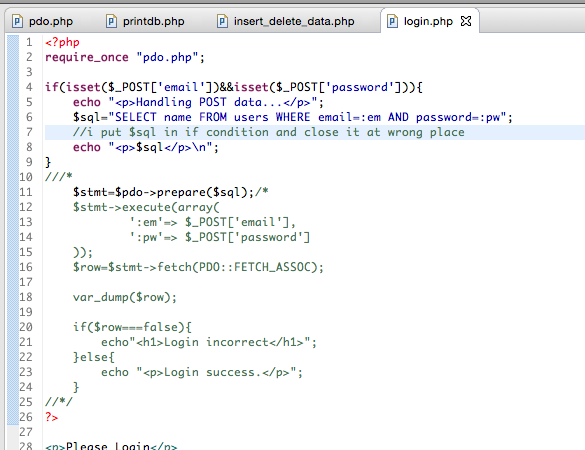 pdo.php printdb.php insert_delete_data.php login.php
1 <?php
2 require_once "pdo.php";
3
4 if(isset($_POST['email'])&&isset($_POST['password'])){
5     echo "<p>Handling POST data...</p>";
6     $sql="SELECT name FROM users WHERE email=:em AND password=:pw";
7     //i put $sql in if condition and close it at wrong place
8     echo "<p>$sql</p>\n";
9 }
10 ///*
11     $stmt=$pdo->prepare($sql);/*
12     $stmt->execute(array(
13             ':em'=> $_POST['email'],
14             ':pw'=> $_POST['password']
15     ));
16     $row=$stmt->fetch(PDO::FETCH_ASSOC);
17
18     var_dump($row);
19
20     if($row===false){
21         echo"<h1>Login incorrect</h1>";
22     }else{
23         echo "<p>Login success.</p>";
24     }
25 //*/
26 ?>
27
28 <p>Please Login</p>